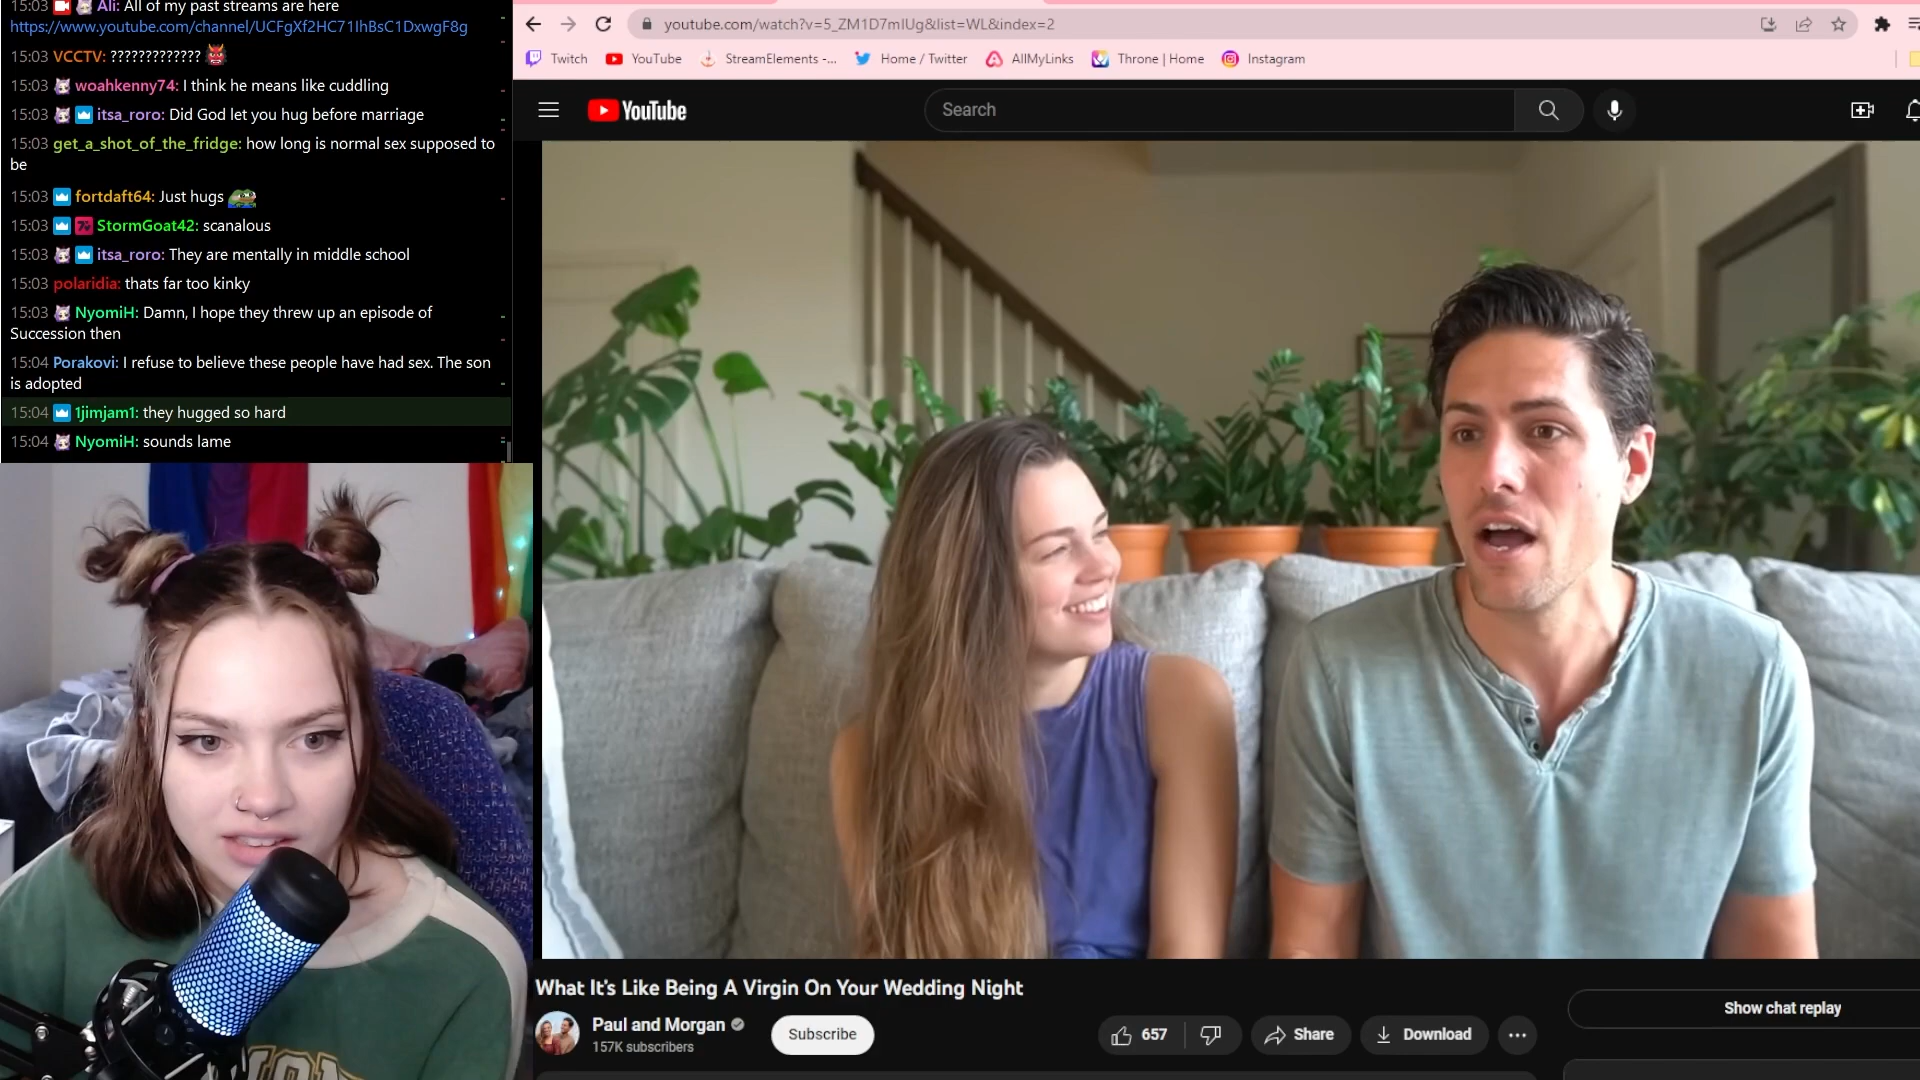 15:03 Ali: All of my past streams are here
https://www.youtube.com/channel/UCFgXf2HC71IhBsC1DxwgF8g
15:03 VCCTV: ?????????????
15:03 woahkenny74: I think he means like cuddling
15:03 itsa_roro: Did God let you hug before marriage
get_a_shot_of_the_fridge: how long is normal sex supposed to
be
15:03 fortdaft64: Just hugs
15:03 StormGoat42: scanalous
15:03 itsa_roro: They are mentally in middle school
15:03 polaridia: thats far too kinky
15:03 NyomiH: Damn, I hope they threw up an episode of
Succession then
15:04 Porakovi: I refuse to believe these people have had sex. The son
is adopted
15:04 1jimjam1: they hugged so hard
15:04 NyomiH: sounds lame
youtube.com/watch?v=5_ZM1D7mIUg&list=WL&index=2
Twitch YouTube StreamElements -... Home / Twitter AllMyLinks Throne | Home Instagram
YouTube
Search
What It's Like Being A Virgin On Your Wedding Night
Paul and Morgan
157K subscribers
Subscribe
657
Share
Download
Show chat replay